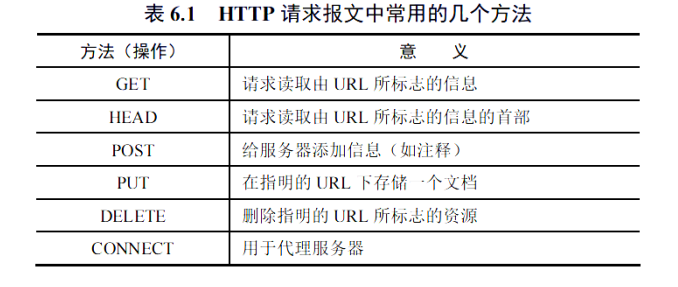 表 6.1 HTTP 请求报文中常用的几个方法
方法（操作） 意 义
GET 请求读取由 URL 所标志的信息
HEAD 请求读取由 URL 所标志的信息的首部
POST 给服务器添加信息（如注释）
PUT 在指明的 URL 下存储一个文档
DELETE 删除指明的 URL 所标志的资源
CONNECT 用于代理服务器